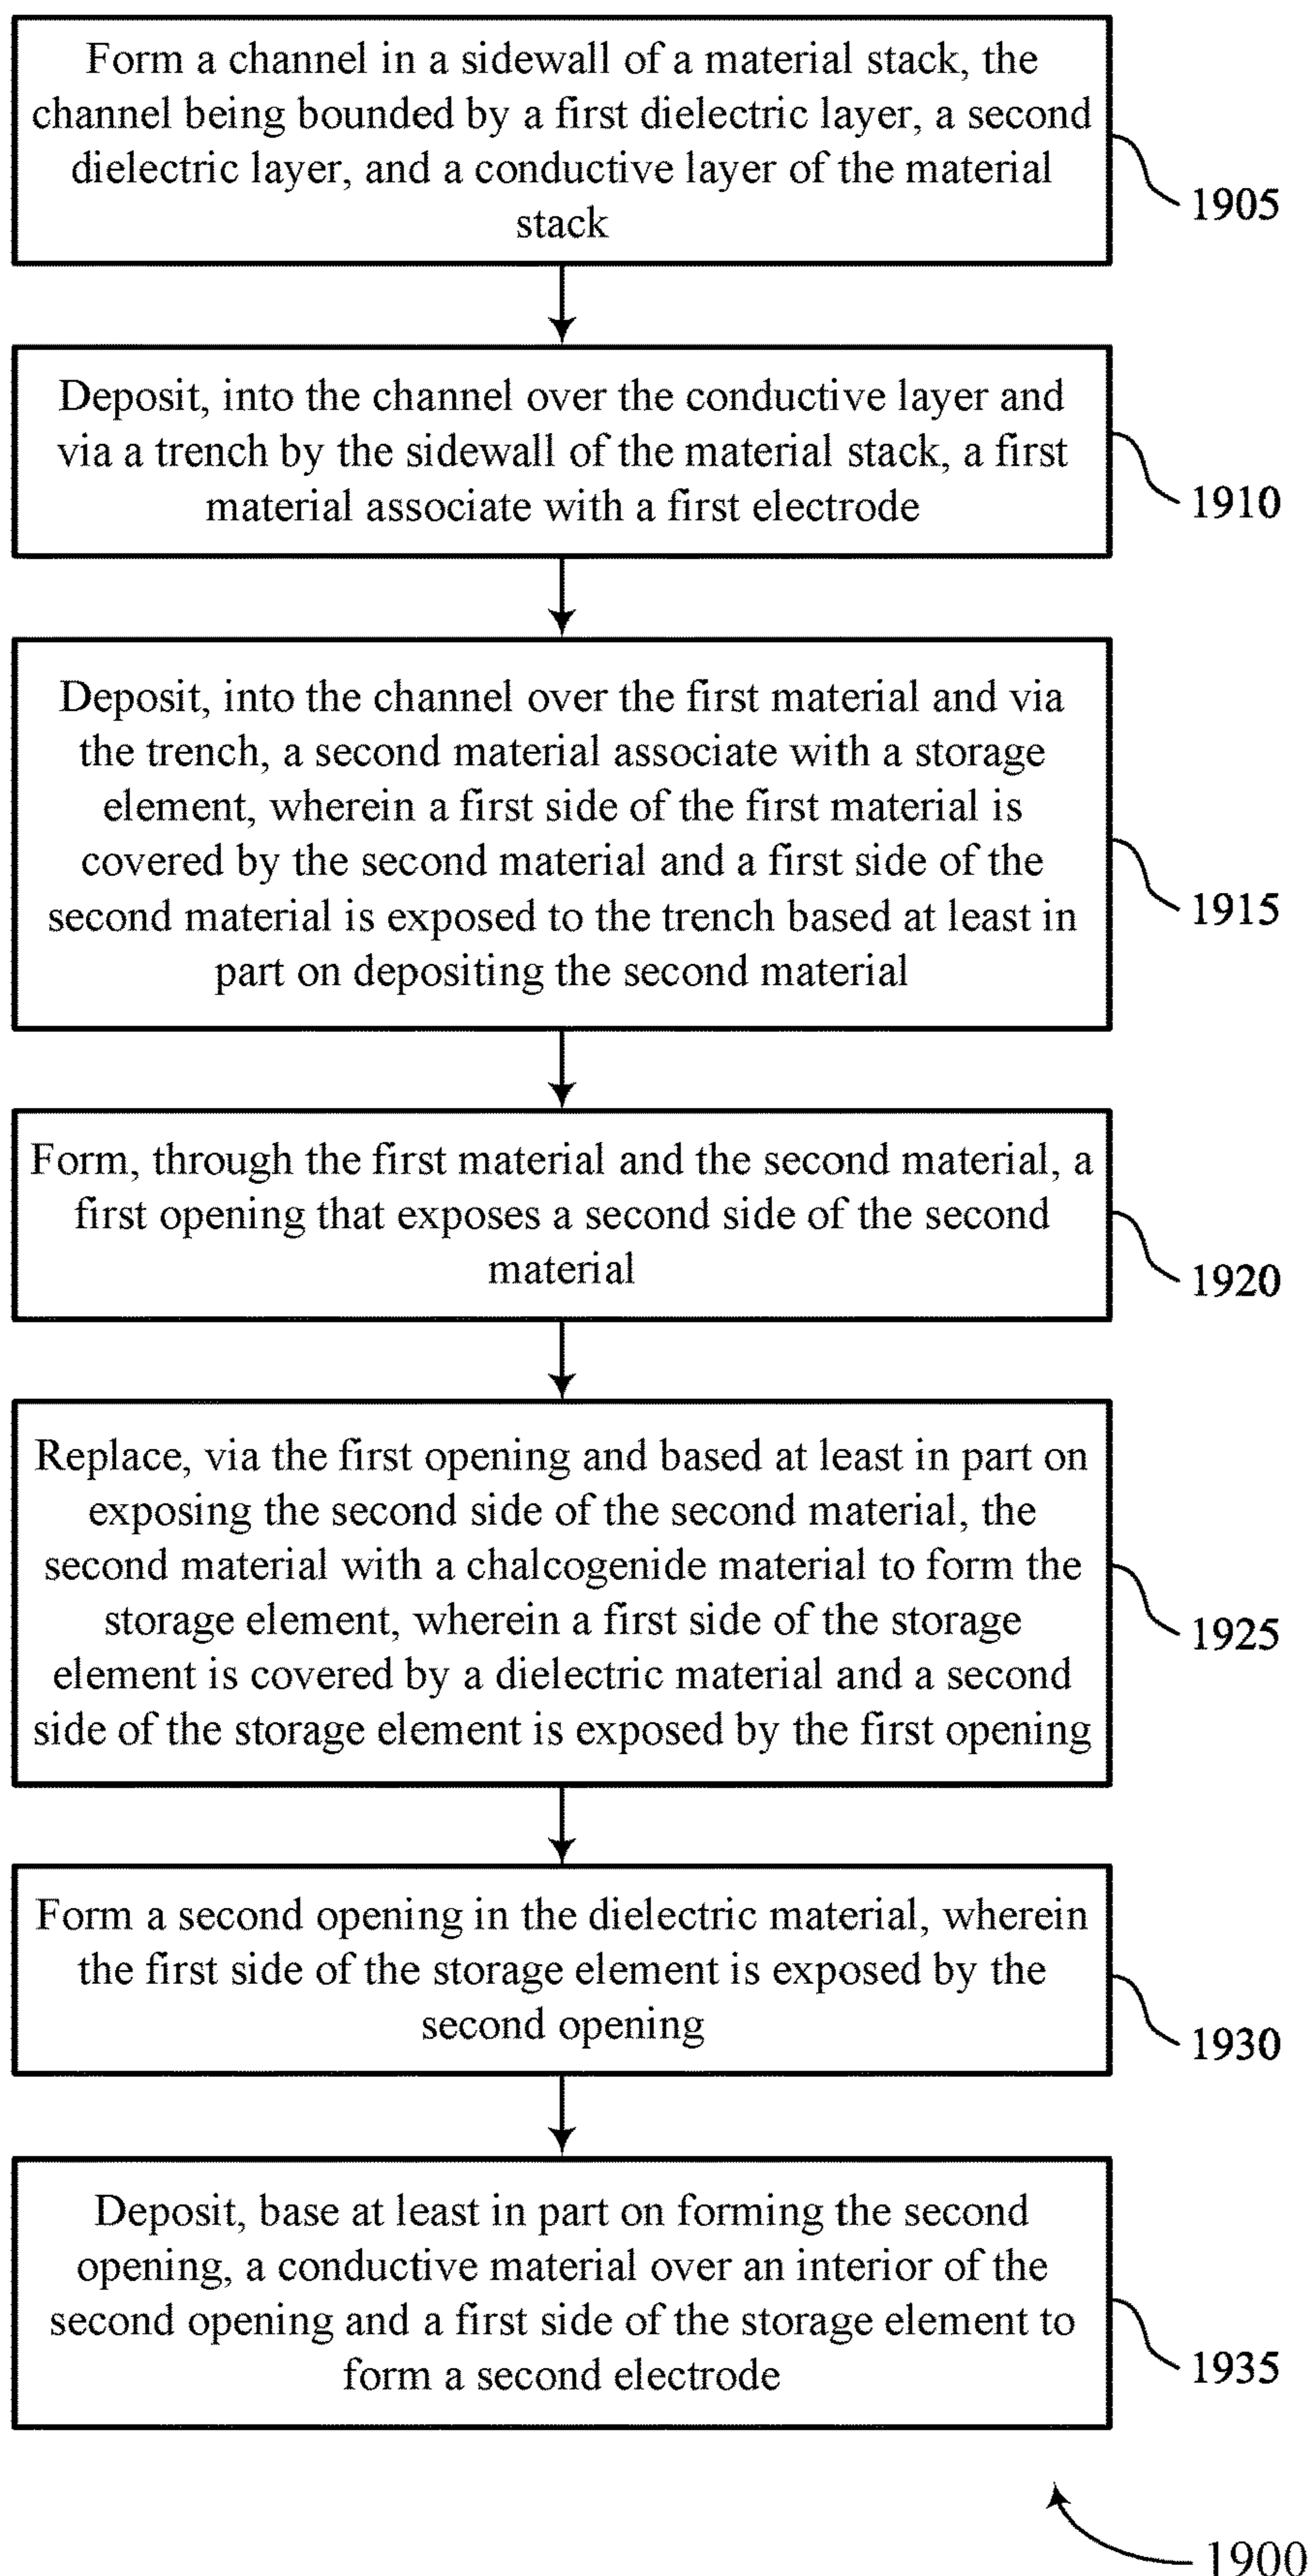 Form a channel in a sidewall of a material stack, the
channel being bounded by a first dielectric layer, a second
dielectric layer, and a conductive layer of the material
stack
1905
Deposit, into the channel over the conductive layer and
via a trench by the sidewall of the material stack, a first
material associate with a first electrode
1910
Deposit, into the channel over the first material and via
the trench, a second material associate with a storage
element, wherein a first side of the first material is
covered by the second material and a first side of the
second material is exposed to the trench based at least in
part on depositing the second material
1915
Form, through the first material and the second material, a
first opening that exposes a second side of the second
material
1920
Replace, via the first opening and based at least in part on
exposing the second side of the second material, the
second material with a chalcogenide material to form the
storage element, wherein a first side of the storage
element is covered by a dielectric material and a second
side of the storage element is exposed by the first opening
1925
Form a second opening in the dielectric material, wherein
the first side of the storage element is exposed by the
second opening
1930
Deposit, base at least in part on forming the second
opening, a conductive material over an interior of the
second opening and a first side of the storage element to
form a second electrode
1935
1900